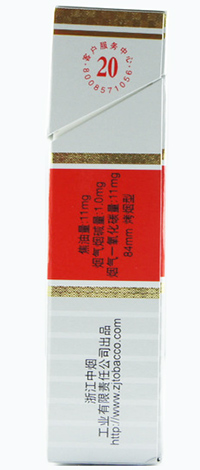 客户服务中心
20
8008571056
焦油量:11mg
烟气烟碱量:1.0mg
烟气一氧化碳量:11mg
84mm 烤烟型
浙江中烟
工业有限责任公司出品
http://www.zjtobacco.com